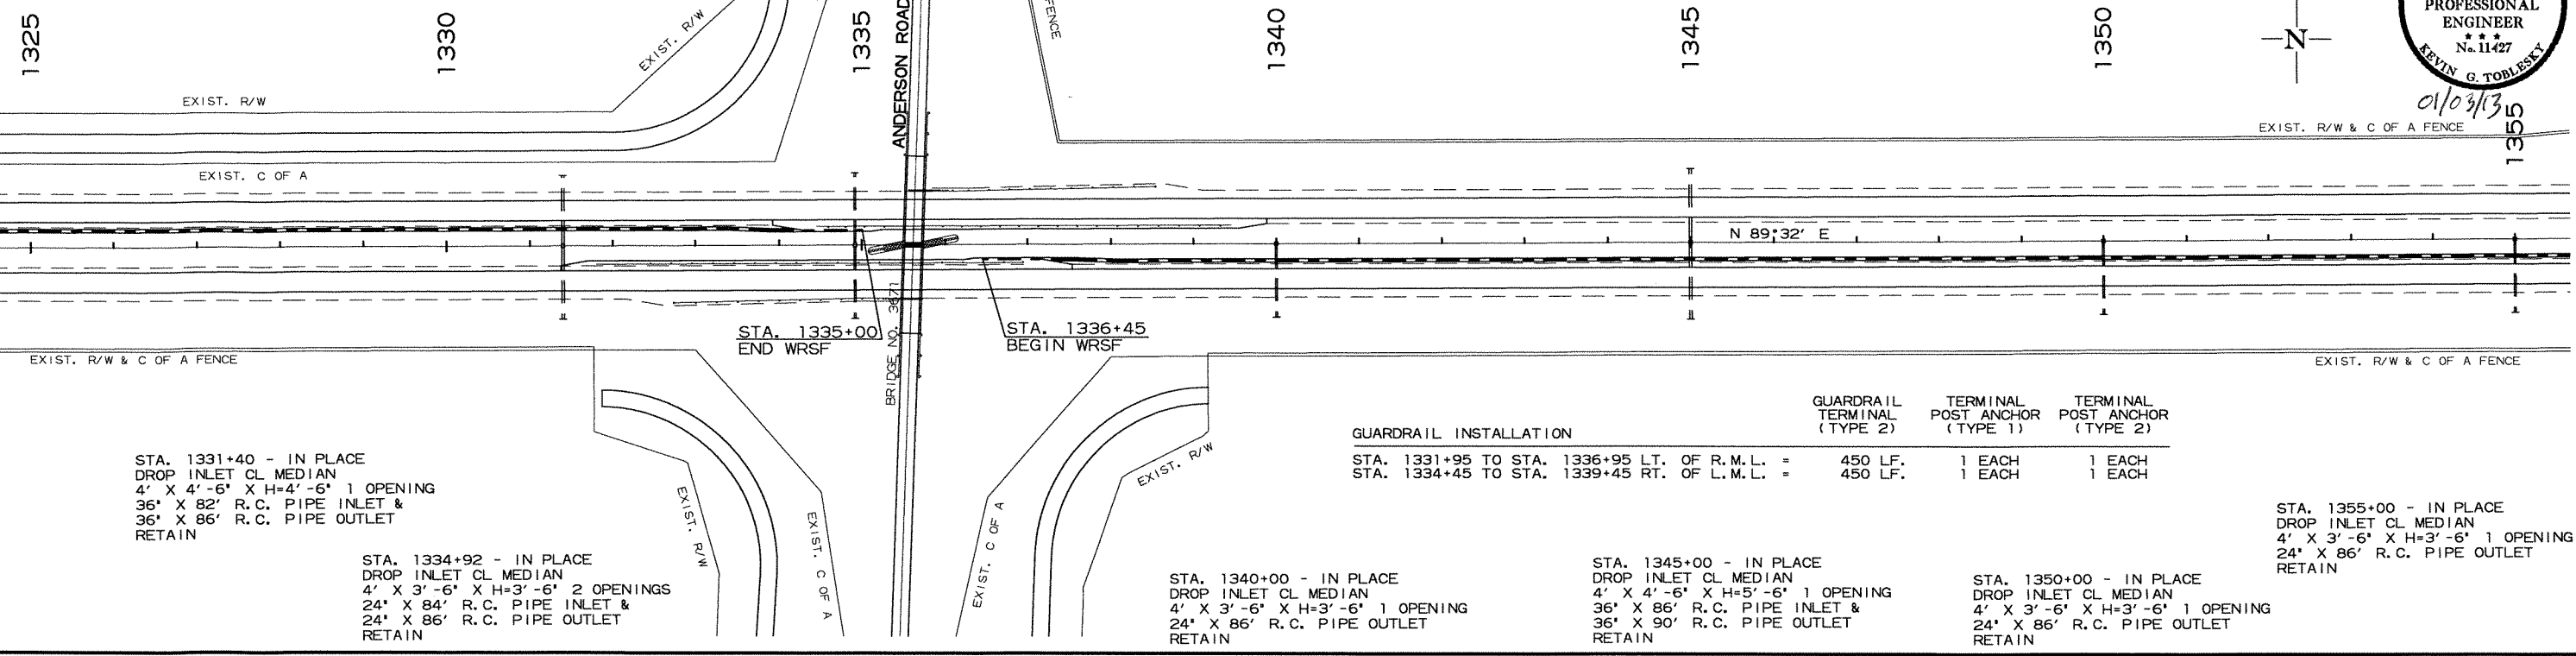 1325
1330
1335
1340
1345
1350
1355
PROFESSIONAL
ENGINEER
★ ★ ★
No. 11427
KEVIN G. TOBLESKY
01/03/13
N
ANDERSON ROAD
FENCE
EXIST. R/W
EXIST. R/W
EXIST. R/W & C OF A FENCE
EXIST. C OF A
N 89°32' E
BRIDGE NO. 3671
STA. 1335+00
END WRSF
STA. 1336+45
BEGIN WRSF
EXIST. R/W & C OF A FENCE
EXIST. R/W & C OF A FENCE
EXIST. R/W
EXIST. C OF A
EXIST. C OF A
EXIST. R/W
GUARDRAIL TERMINAL (TYPE 2)
TERMINAL POST ANCHOR (TYPE 1)
TERMINAL POST ANCHOR (TYPE 2)
GUARDRAIL INSTALLATION
STA. 1331+95 TO STA. 1336+95 LT. OF R.M.L. = 450 LF. 1 EACH 1 EACH
STA. 1334+45 TO STA. 1339+45 RT. OF L.M.L. = 450 LF. 1 EACH 1 EACH
STA. 1331+40 - IN PLACE
DROP INLET CL MEDIAN
4' X 4'-6" X H=4'-6" 1 OPENING
36" X 82' R.C. PIPE INLET &
36" X 86' R.C. PIPE OUTLET
RETAIN
STA. 1334+92 - IN PLACE
DROP INLET CL MEDIAN
4' X 3'-6" X H=3'-6" 2 OPENINGS
24" X 84' R.C. PIPE INLET &
24" X 86' R.C. PIPE OUTLET
RETAIN
STA. 1340+00 - IN PLACE
DROP INLET CL MEDIAN
4' X 3'-6" X H=3'-6" 1 OPENING
24" X 86' R.C. PIPE OUTLET
RETAIN
STA. 1345+00 - IN PLACE
DROP INLET CL MEDIAN
4' X 4'-6" X H=5'-6" 1 OPENING
36" X 86' R.C. PIPE INLET &
36" X 90' R.C. PIPE OUTLET
RETAIN
STA. 1350+00 - IN PLACE
DROP INLET CL MEDIAN
4' X 3'-6" X H=3'-6" 1 OPENING
24" X 86' R.C. PIPE OUTLET
RETAIN
STA. 1355+00 - IN PLACE
DROP INLET CL MEDIAN
4' X 3'-6" X H=3'-6" 1 OPENING
24" X 86' R.C. PIPE OUTLET
RETAIN